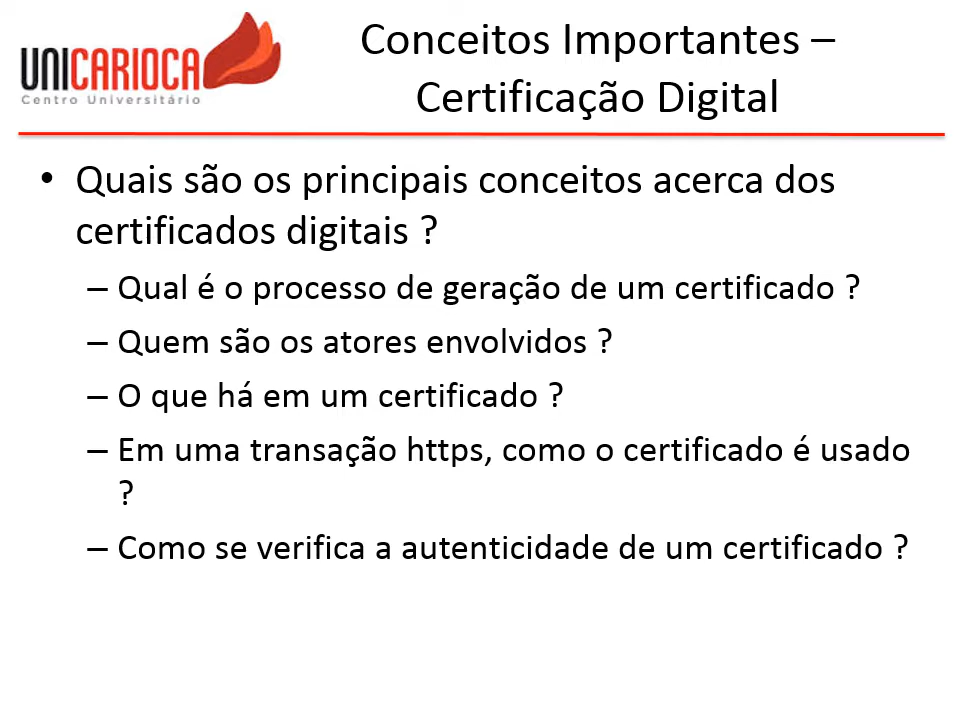 UNICARIOCA
Centro Universitário
Conceitos Importantes –
Certificação Digital
• Quais são os principais conceitos acerca dos
certificados digitais ?
– Qual é o processo de geração de um certificado ?
– Quem são os atores envolvidos ?
– O que há em um certificado ?
– Em uma transação https, como o certificado é usado
?
– Como se verifica a autenticidade de um certificado ?